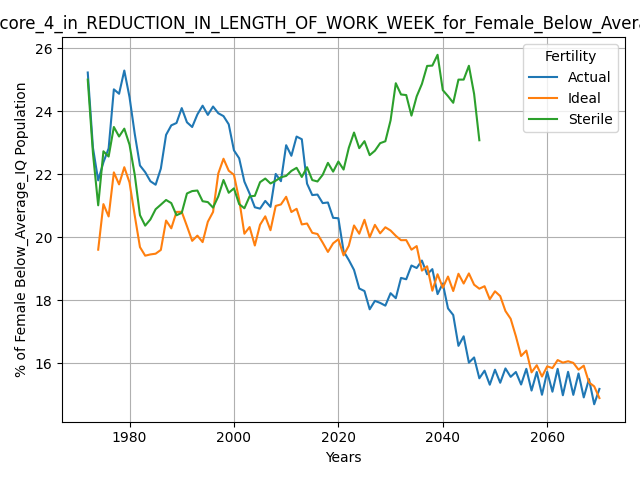 core_4_in_REDUCTION_IN_LENGTH_OF_WORK_WEEK_for_Female_Below_Avera
26
24
22
20
18
16
% of Female Below_Average_IQ Population
Fertility
Actual
Ideal
Sterile
1980
2000
2020
2040
2060
Years